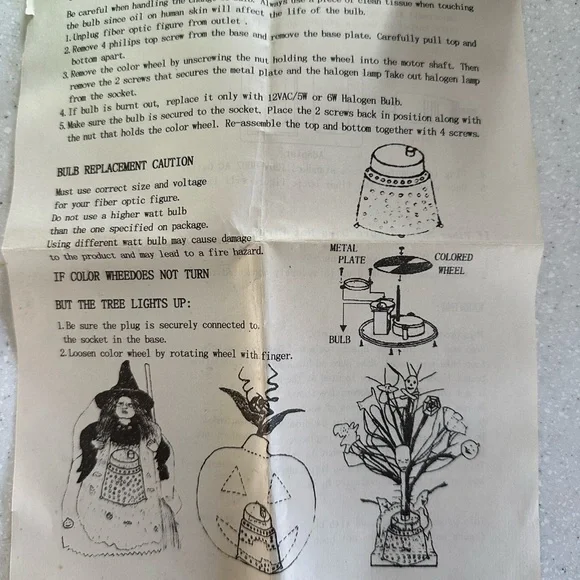 Be careful when handling the
Always use a piece of clean tissue when touching
the bulb since oil on human skin will affect the life of the bulb.
1.Unplug fiber optic figure from outlet .
2.Remove 4 philips top screw from the base and remove the base plate. Carefully pull top and
bottom apart.
3.Remove the color wheel by unscrewing the nut holding the wheel into the motor shaft. Then
remove the 2 screws that secures the metal plate and the halogen lamp Take out halogen lamp
from the socket.
4.If bulb is burnt out, replace it only with 12VAC/5W or 6W Halogen Bulb.
5.Make sure the bulb is secured to the socket. Place the 2 screws back in position along with
the nut that holds the color wheel. Re-assemble the top and bottom together with 4 screws.
BULB REPLACEMENT CAUTION
Must use correct size and voltage
for your fiber optic figure.
Do not use a higher watt bulb
than the one specified on package.
Using different watt bulb may cause damage
to the product and may lead to a fire hazard.
IF COLOR WHEEDOES NOT TURN
BUT THE TREE LIGHTS UP:
1.Be sure the plug is securely connected to
the socket in the base.
2.Loosen color wheel by rotating wheel with finger.
METAL
PLATE
COLORED
WHEEL
BULB